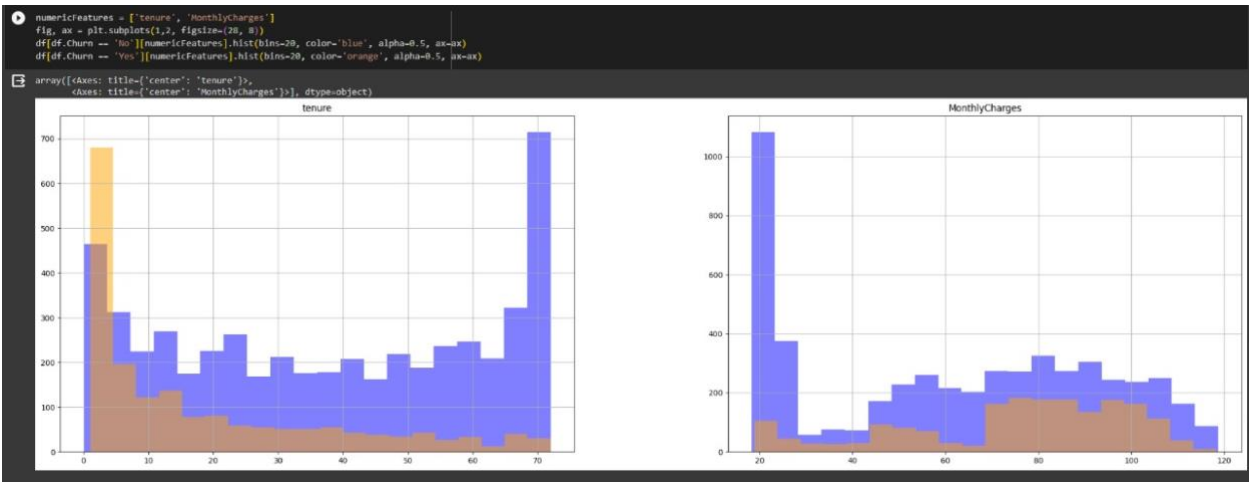 numericFeatures = ['tenure', 'MonthlyCharges']
fig, ax = plt.subplots(1,2, figsize=(28, 8))
df[df.Churn == 'No'][numericFeatures].hist(bins=20, color='blue', alpha=0.5, ax=ax)
df[df.Churn == 'Yes'][numericFeatures].hist(bins=20, color='orange', alpha=0.5, ax=ax)
array([<Axes: title={'center': 'tenure'}>,
<Axes: title={'center': 'MonthlyCharges'}>], dtype=object)
tenure
700
600
500
400
300
200
100
0
0 10 20 30 40 50 60 70
MonthlyCharges
1000
800
600
400
200
0
20 40 60 80 100 120